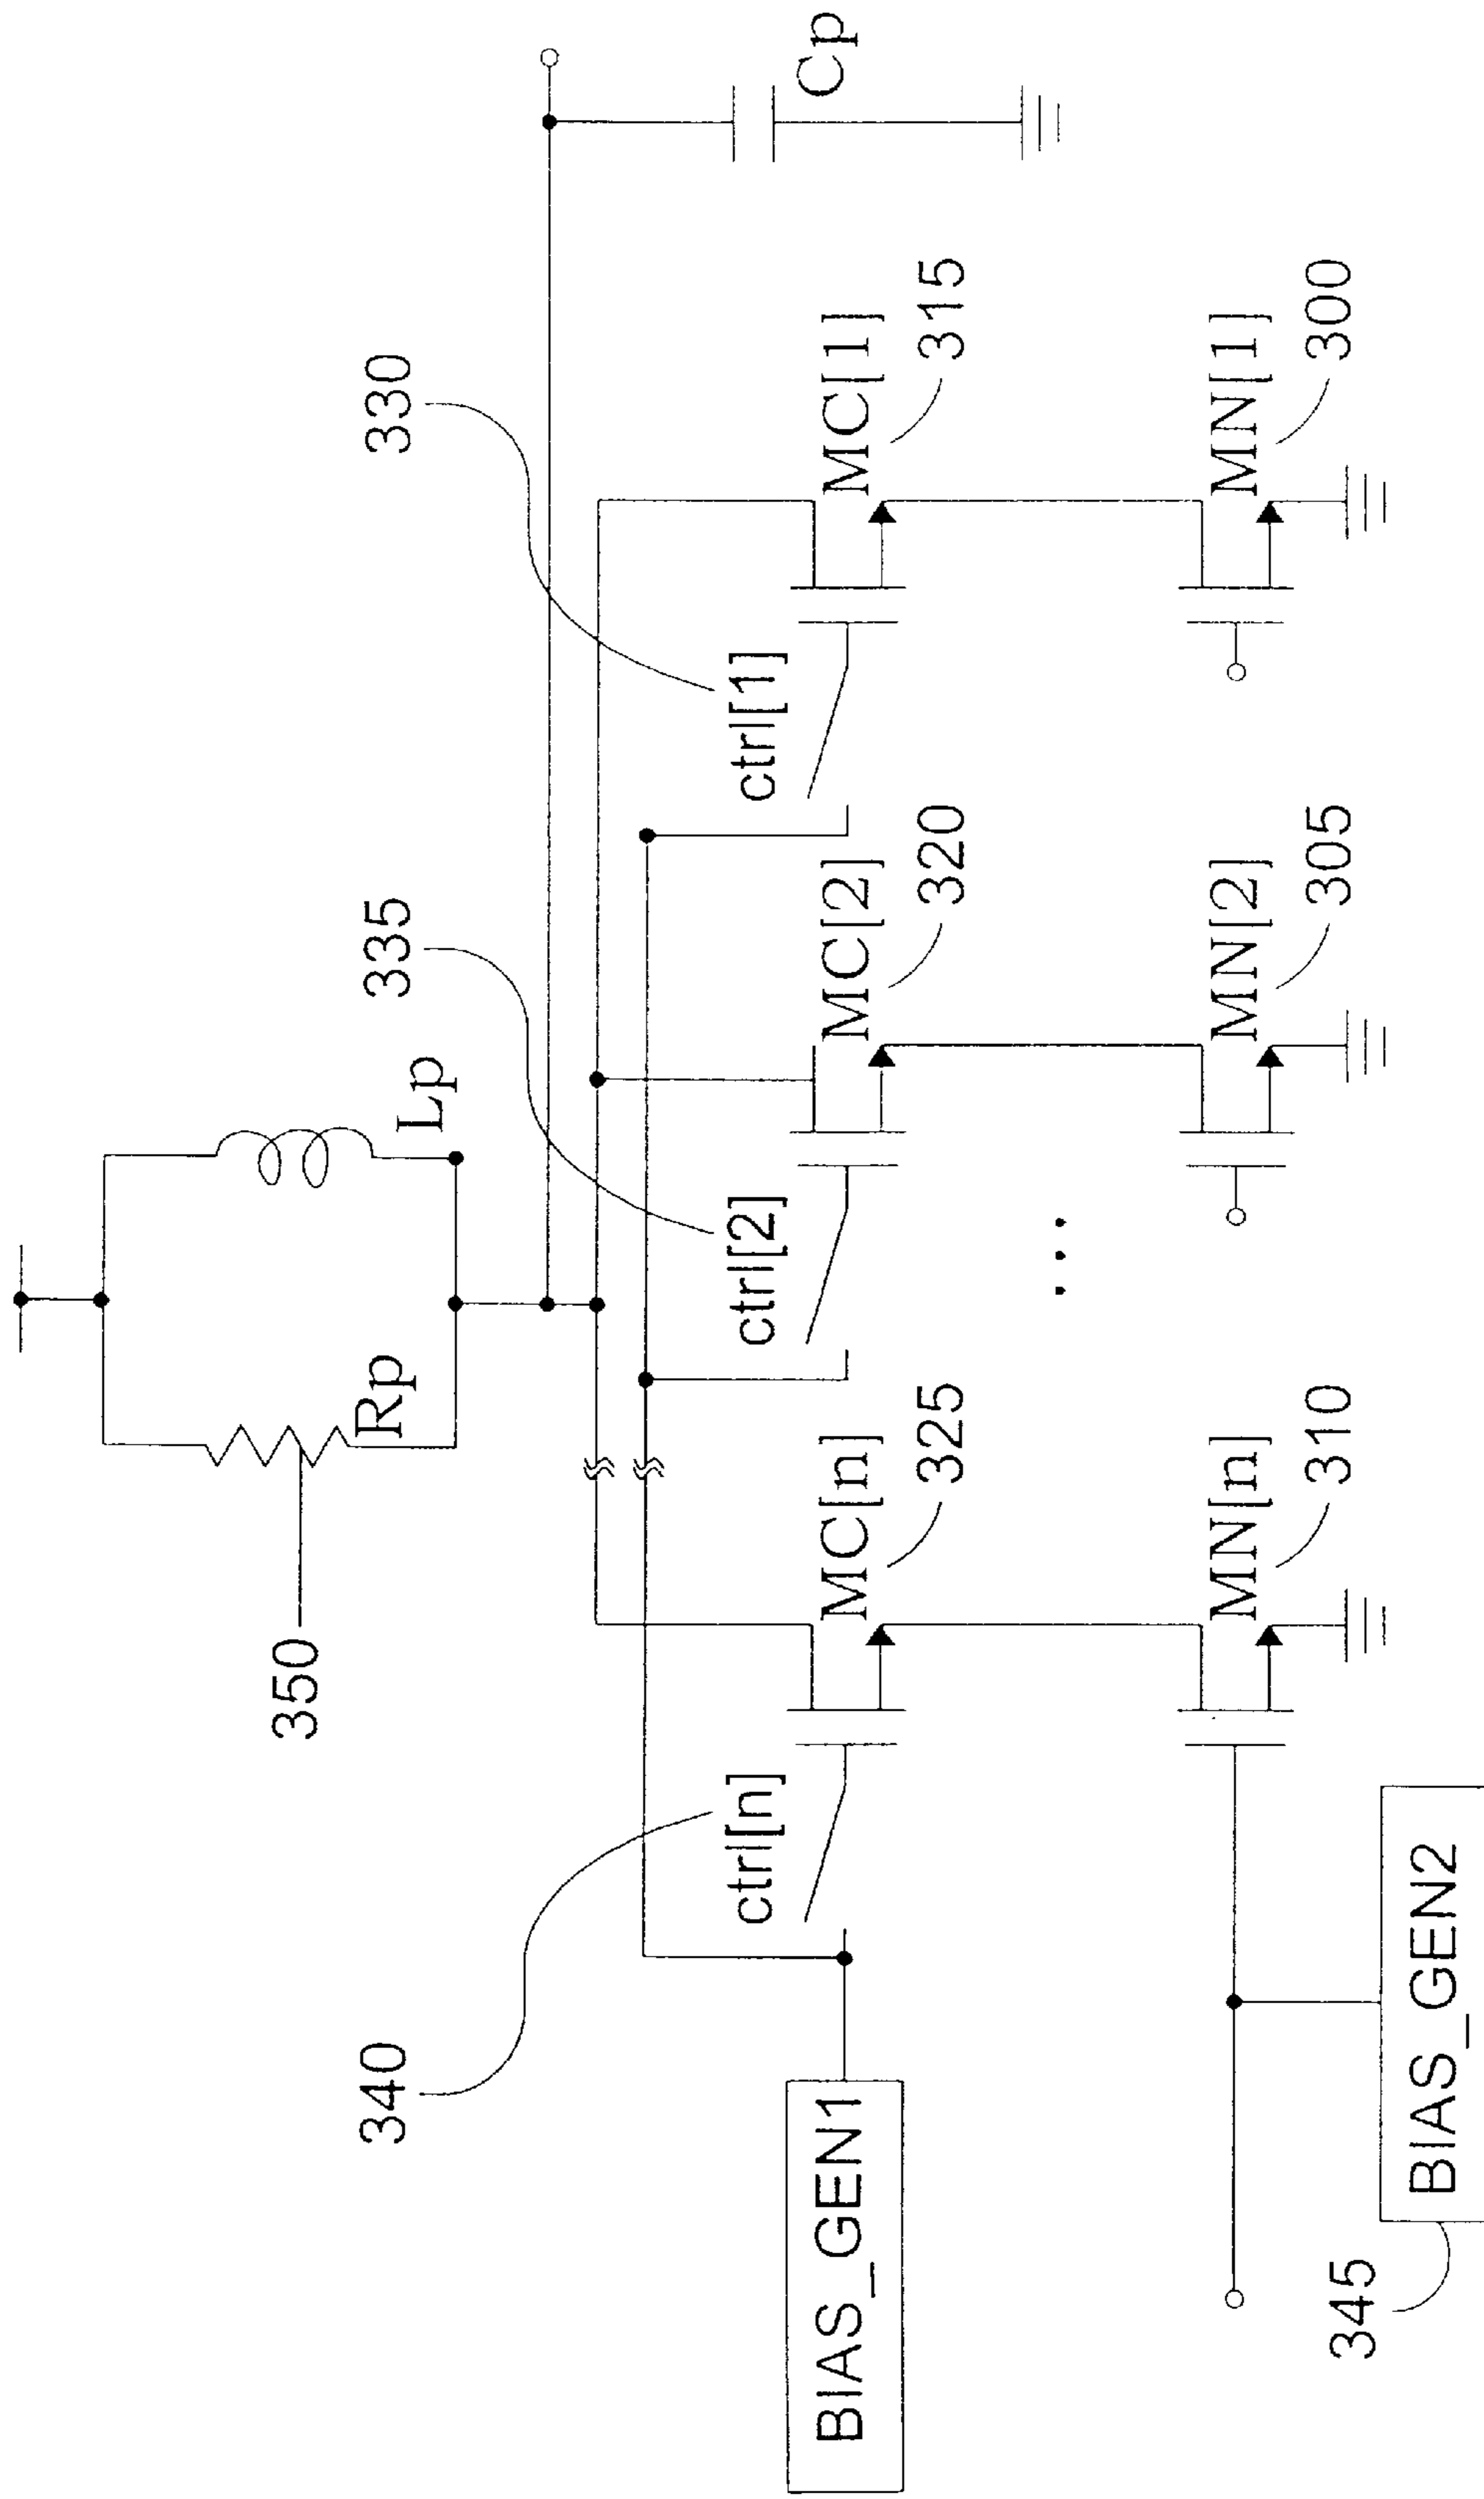 350
Rp
Lp
335
330
340
ctrl[n]
ctrl[2]
ctrl[1]
Cp
BIAS_GEN1
MC[n]
325
MC[2]
320
MC[1]
315
...
MN[n]
310
MN[2]
305
MN[1]
300
345
BIAS_GEN2